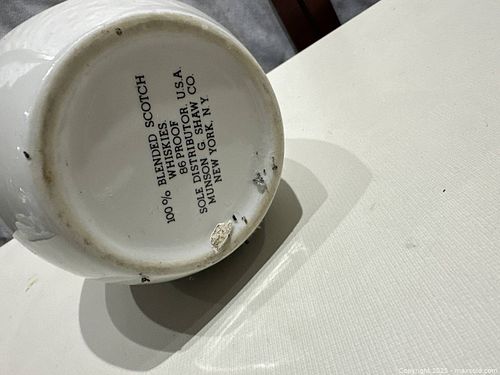 100% BLENDED SCOTCH
WHISKIES.
86 PROOF
SOLE DISTRIBUTOR, U.S.A.
MUNSON G. SHAW CO.
NEW YORK, N.Y.
Copyright 2025 - maxsold.com